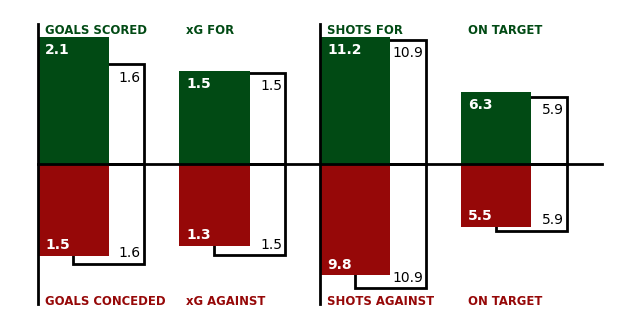 GOALS SCORED xG FOR SHOTS FOR ON TARGET
2.1 1.6 1.5 1.5 11.2 10.9 6.3 5.9
1.5 1.6 1.3 1.5 9.8 10.9 5.5 5.9
GOALS CONCEDED xG AGAINST SHOTS AGAINST ON TARGET